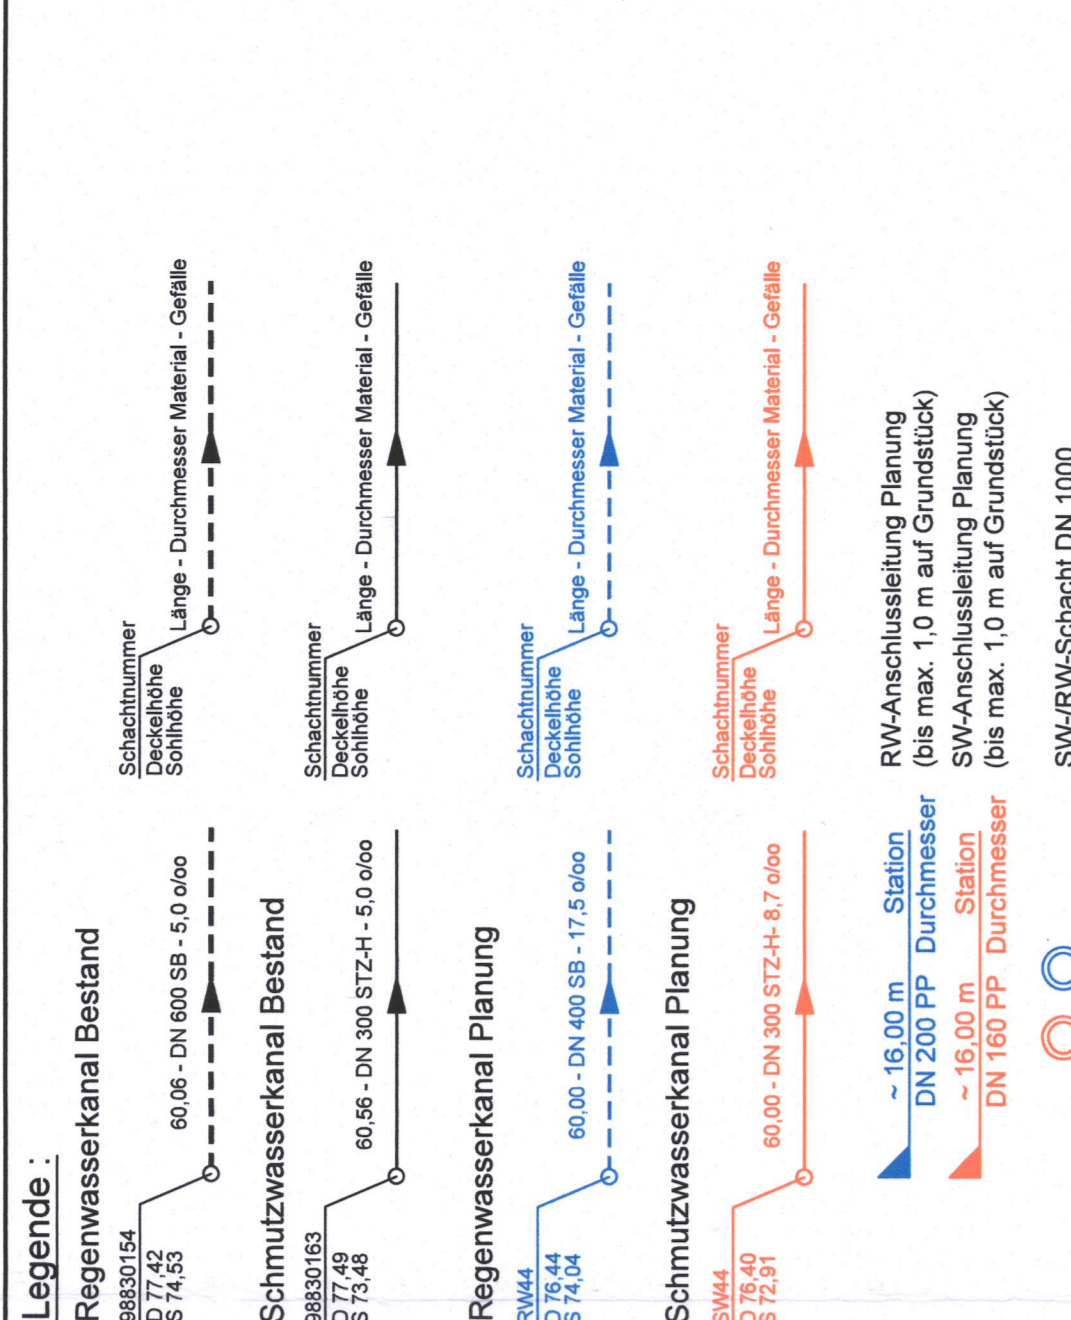 Legende :
Regenwasserkanal Bestand
98830154
D 77,42
S 74,53
60,06 - DN 600 SB - 5,0 o/oo
Schachtnummer
Deckelhöhe
Sohlhöhe
Länge - Durchmesser Material - Gefälle
Schmutzwasserkanal Bestand
98830163
D 77,49
S 73,48
60,56 - DN 300 STZ-H - 5,0 o/oo
Schachtnummer
Deckelhöhe
Sohlhöhe
Länge - Durchmesser Material - Gefälle
Regenwasserkanal Planung
RW44
D 76,44
S 74,04
60,00 - DN 400 SB - 17,5 o/oo
Schachtnummer
Deckelhöhe
Sohlhöhe
Länge - Durchmesser Material - Gefälle
Schmutzwasserkanal Planung
SW44
D 76,40
S 72,91
60,00 - DN 300 STZ-H- 8,7 o/oo
Schachtnummer
Deckelhöhe
Sohlhöhe
Länge - Durchmesser Material - Gefälle
~ 16,00 m Station
DN 200 PP Durchmesser
RW-Anschlussleitung Planung
(bis max. 1,0 m auf Grundstück)
~ 16,00 m Station
DN 160 PP Durchmesser
SW-Anschlussleitung Planung
(bis max. 1,0 m auf Grundstück)
SW-/RW-Schacht DN 1000